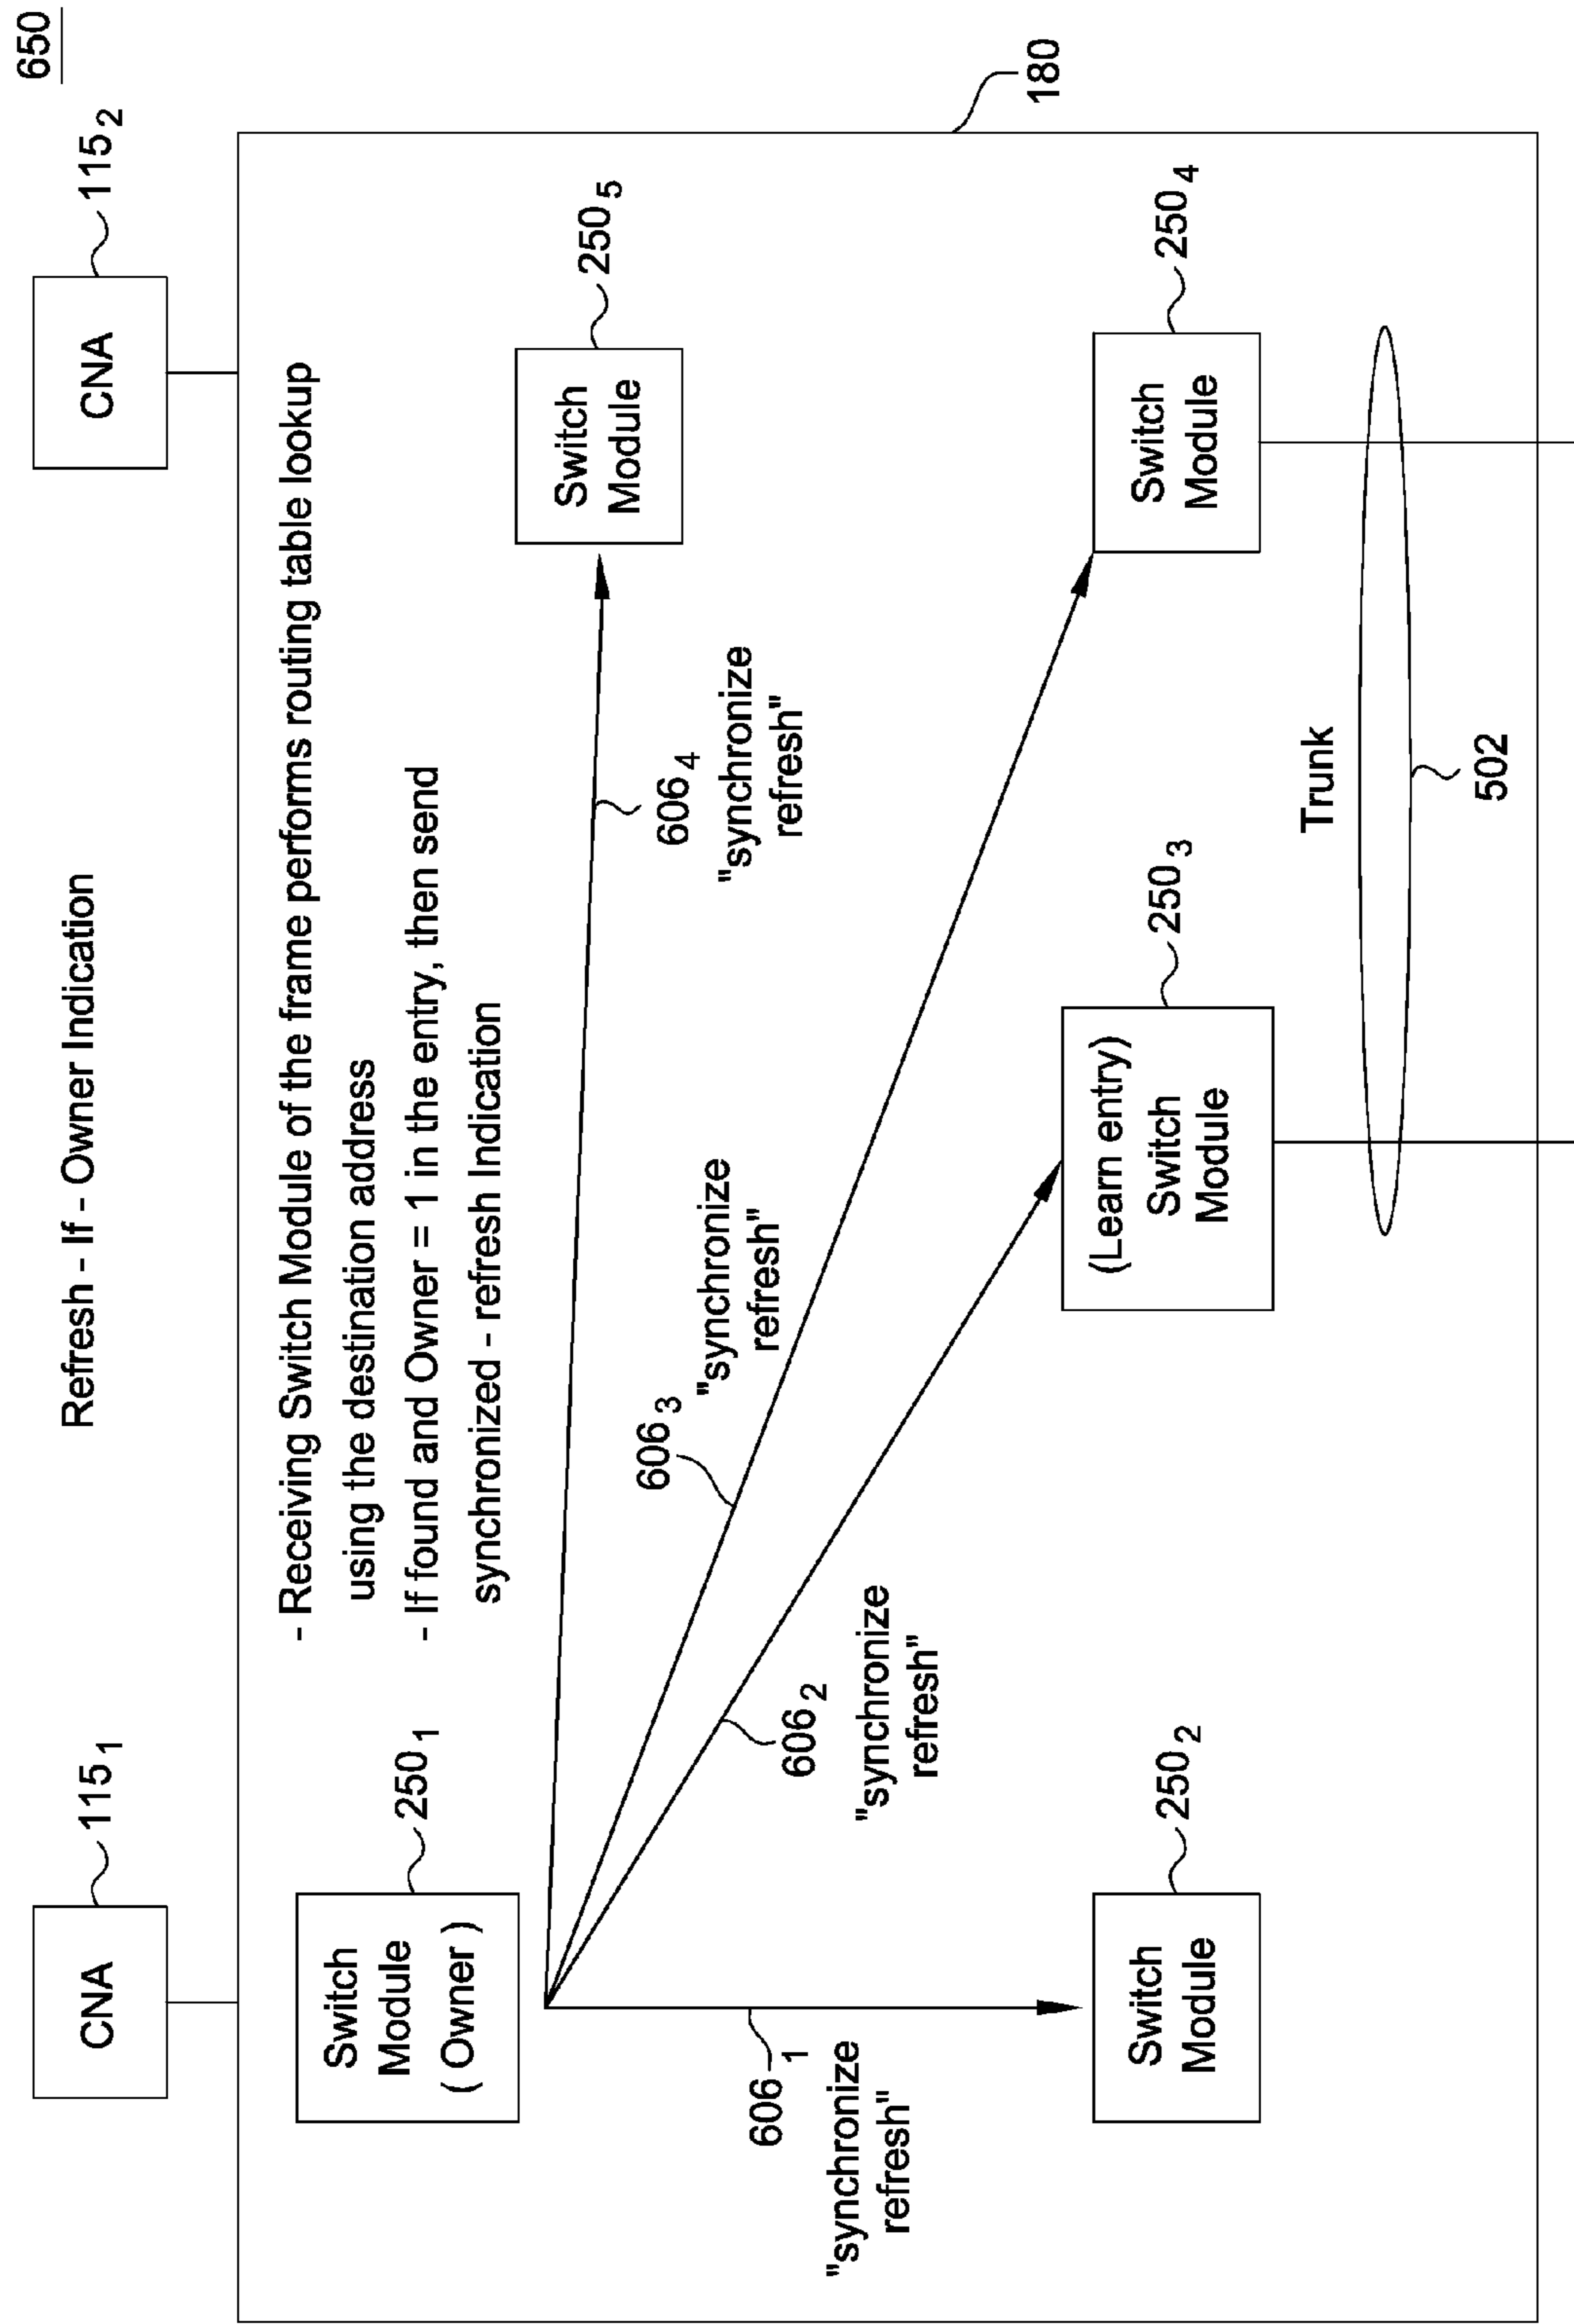 650
Refresh - If - Owner Indication
CNA
115₁
CNA
115₂
180
- Receiving Switch Module of the frame performs routing table lookup
using the destination address
- If found and Owner = 1 in the entry, then send
synchronized - refresh Indication
Switch
Module
( Owner )
250₁
Switch
Module
250₅
606₄
"synchronize
refresh"
606₃
"synchronize
refresh"
606₂
"synchronize
refresh"
606₁
"synchronize
refresh"
Switch
Module
250₂
(Learn entry)
Switch
Module
250₃
Switch
Module
250₄
Trunk
502